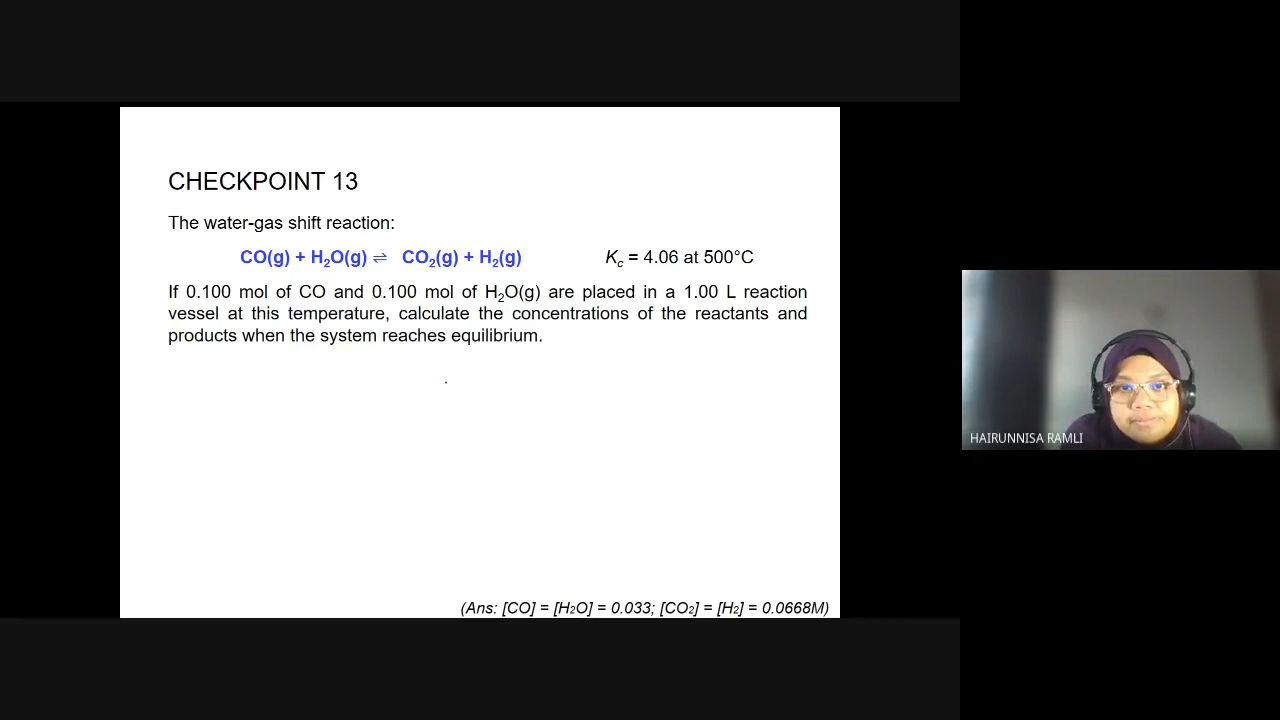 CHECKPOINT 13
The water-gas shift reaction:
CO(g) + H₂O(g) ⇌ CO₂(g) + H₂(g) K꜀ = 4.06 at 500°C
If 0.100 mol of CO and 0.100 mol of H₂O(g) are placed in a 1.00 L reaction
vessel at this temperature, calculate the concentrations of the reactants and
products when the system reaches equilibrium.
HAIRUNNISA RAMLI
(Ans: [CO] = [H₂O] = 0.033; [CO₂] = [H₂] = 0.0668M)